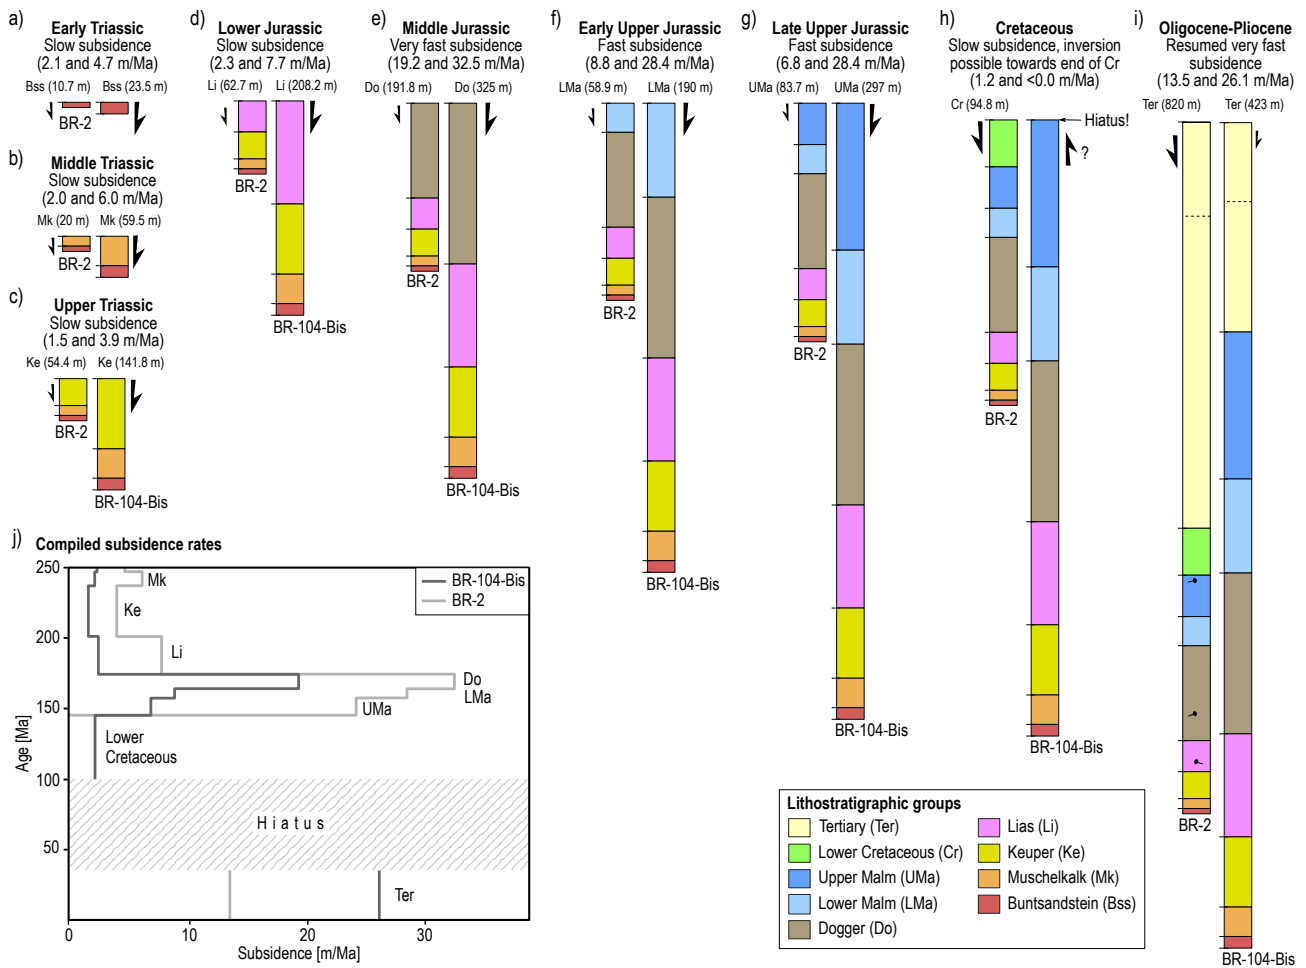 a)
Early Triassic
Slow subsidence
(2.1 and 4.7 m/Ma)
Bss (10.7 m)
Bss (23.5 m)
BR-2
b)
Middle Triassic
Slow subsidence
(2.0 and 6.0 m/Ma)
Mk (20 m)
Mk (59.5 m)
BR-2
c)
Upper Triassic
Slow subsidence
(1.5 and 3.9 m/Ma)
Ke (54.4 m)
Ke (141.8 m)
BR-2
BR-104-Bis
d)
Lower Jurassic
Slow subsidence
(2.3 and 7.7 m/Ma)
Li (62.7 m)
Li (208.2 m)
BR-2
BR-104-Bis
e)
Middle Jurassic
Very fast subsidence
(19.2 and 32.5 m/Ma)
Do (191.8 m)
Do (325 m)
BR-2
BR-104-Bis
f)
Early Upper Jurassic
Fast subsidence
(8.8 and 28.4 m/Ma)
LMa (58.9 m)
LMa (190 m)
BR-2
BR-104-Bis
g)
Late Upper Jurassic
Fast subsidence
(6.8 and 28.4 m/Ma)
UMa (83.7 m)
UMa (297 m)
BR-2
BR-104-Bis
h)
Cretaceous
Slow subsidence, inversion
possible towards end of Cr
(1.2 and <0.0 m/Ma)
Cr (94.8 m)
Hiatus!
?
BR-2
BR-104-Bis
i)
Oligocene-Pliocene
Resumed very fast
subsidence
(13.5 and 26.1 m/Ma)
Ter (820 m)
Ter (423 m)
BR-2
BR-104-Bis
j)
Compiled subsidence rates
250
200
150
100
50
Age [Ma]
0
10
20
30
Subsidence [m/Ma]
BR-104-Bis
BR-2
Mk
Ke
Li
Do
LMa
UMa
Lower
Cretaceous
Hiatus
Ter
Lithostratigraphic groups
Tertiary (Ter)
Lower Cretaceous (Cr)
Upper Malm (UMa)
Lower Malm (LMa)
Dogger (Do)
Lias (Li)
Keuper (Ke)
Muschelkalk (Mk)
Buntsandstein (Bss)